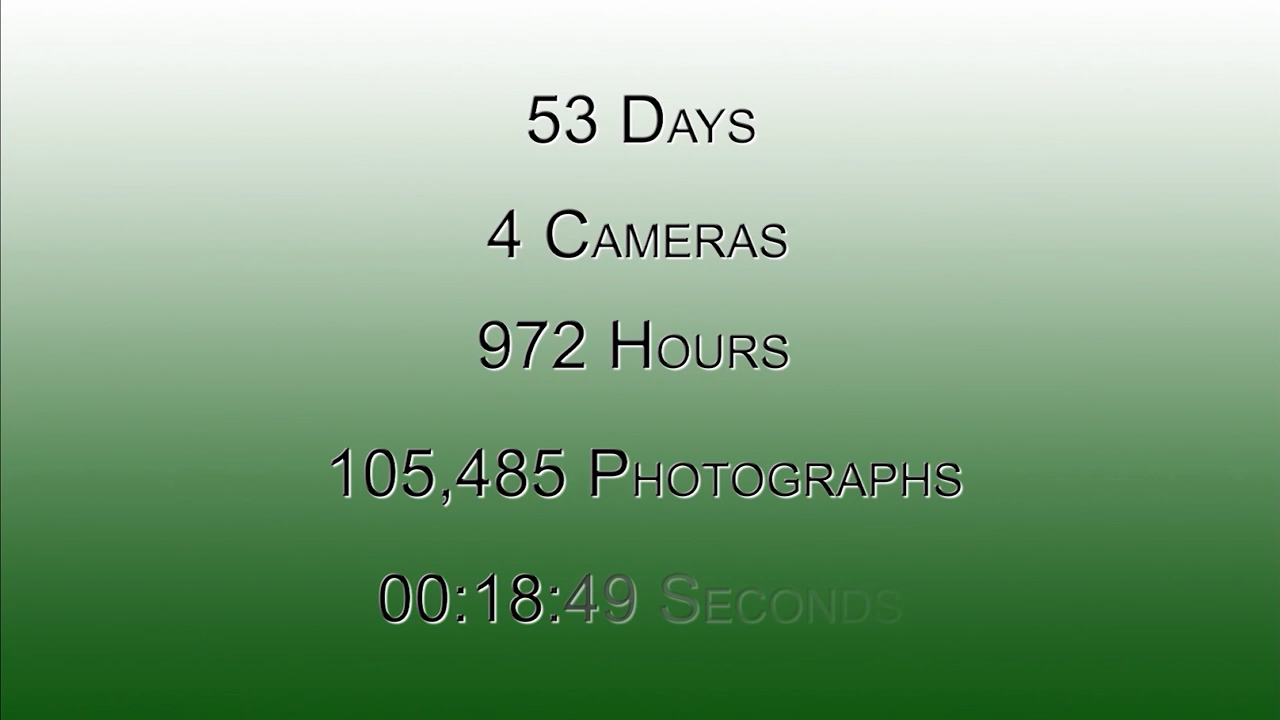 53 Days
4 Cameras
972 Hours
105,485 Photographs
00:18:49 Seconds